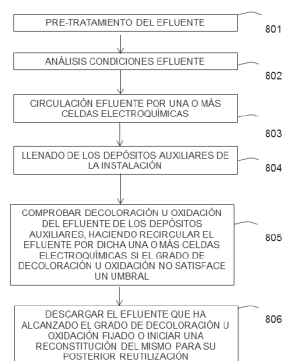 PRE-TRATAMIENTO DEL EFLUENTE
801
ANÁLISIS CONDICIONES EFLUENTE
802
CIRCULACIÓN EFLUENTE POR UNA O MÁS
CELDAS ELECTROQUÍMICAS
803
LLENADO DE LOS DEPÓSITOS AUXILIARES DE
LA INSTALACIÓN
804
COMPROBAR DECOLORACIÓN U OXIDACIÓN
DEL EFLUENTE DE LOS DEPÓSITOS
AUXILIARES, HACIENDO RECIRCULAR EL
EFLUENTE POR DICHA UNA O MÁS CELDAS
ELECTROQUÍMICAS SI EL GRADO DE
DECOLORACIÓN U OXIDACIÓN NO SATISFACE
UN UMBRAL
805
DESCARGAR EL EFLUENTE QUE HA
ALCANZADO EL GRADO DE DECOLORACIÓN U
OXIDACIÓN FIJADO O INICIAR UNA
RECONSTITUCIÓN DEL MISMO PARA SU
POSTERIOR REUTILIZACIÓN
806